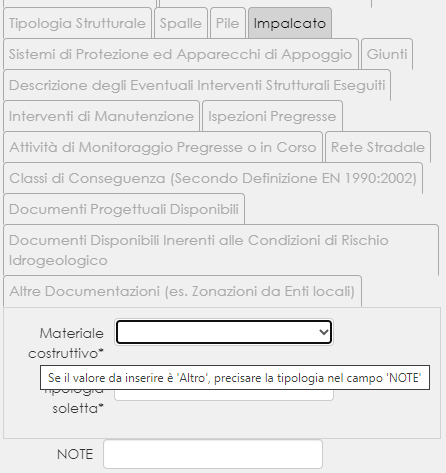 Tipologia Strutturale Spalle Pile Impalcato
Sistemi di Protezione ed Apparecchi di Appoggio Giunti
Descrizione degli Eventuali Interventi Strutturali Eseguiti
Interventi di Manutenzione Ispezioni Pregresse
Attività di Monitoraggio Pregresse o in Corso Rete Stradale
Classi di Conseguenza (Secondo Definizione EN 1990:2002)
Documenti Progettuali Disponibili
Documenti Disponibili Inerenti alle Condizioni di Rischio
Idrogeologico
Altre Documentazioni (es. Zonazioni da Enti locali)
Materiale
costruttivo*
Se il valore da inserire è 'Altro', precisare la tipologia nel campo 'NOTE'
soletta*
NOTE